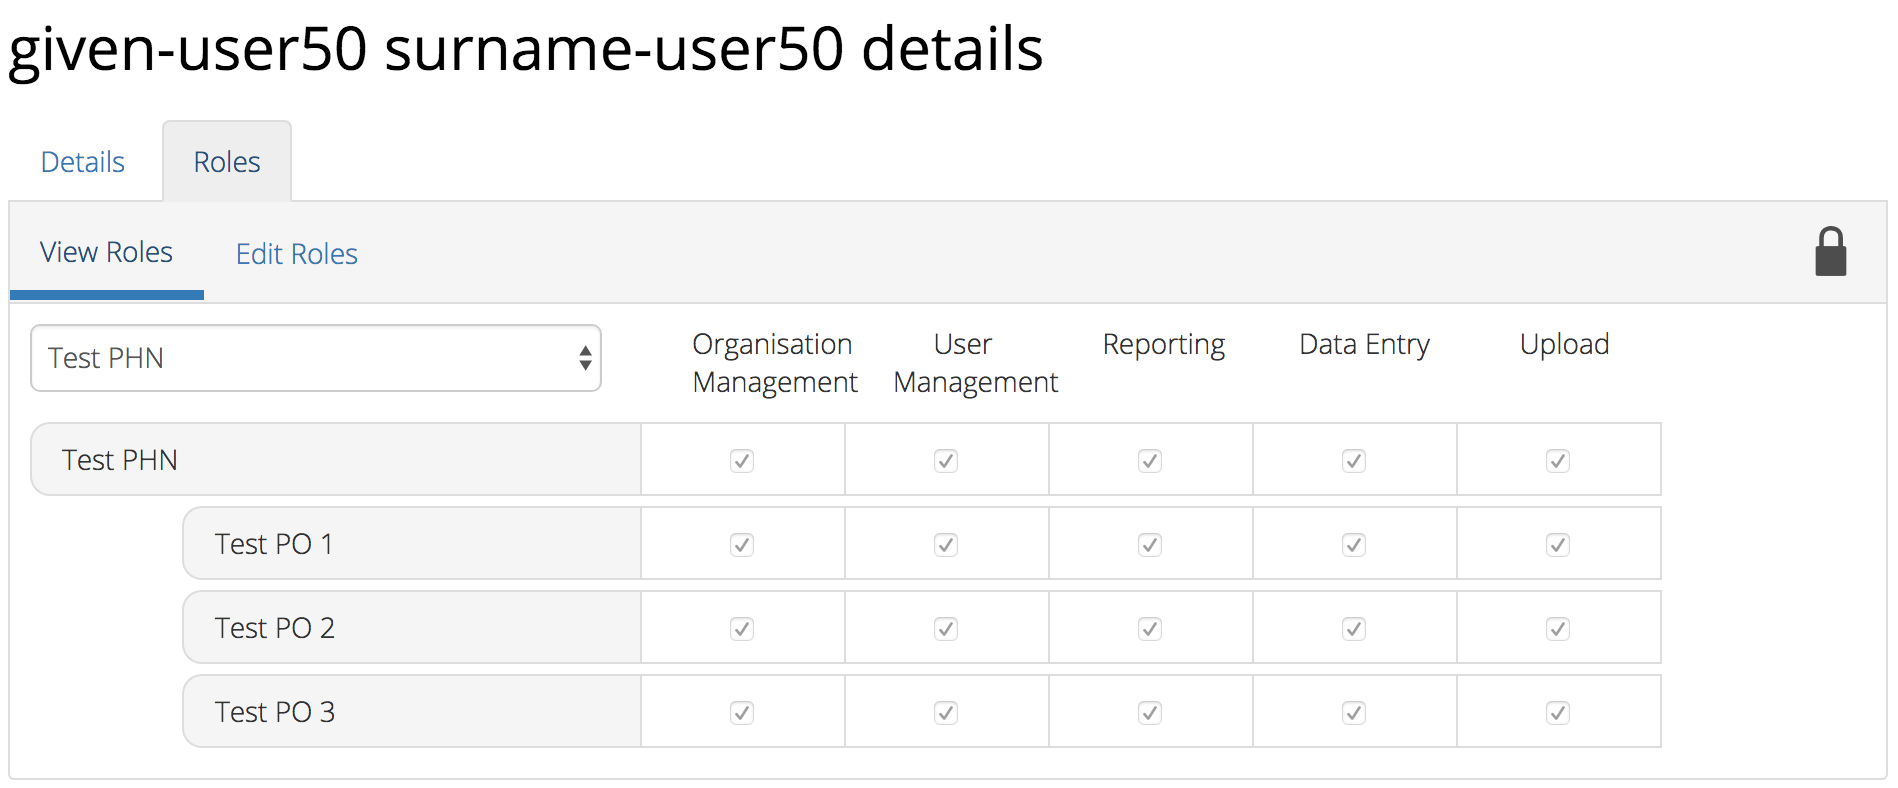 given-user50 surname-user50 details
Details
Roles
View Roles
Edit Roles
Test PHN
Organisation
Management
User
Management
Reporting
Data Entry
Upload
Test PHN
Test PO 1
Test PO 2
Test PO 3